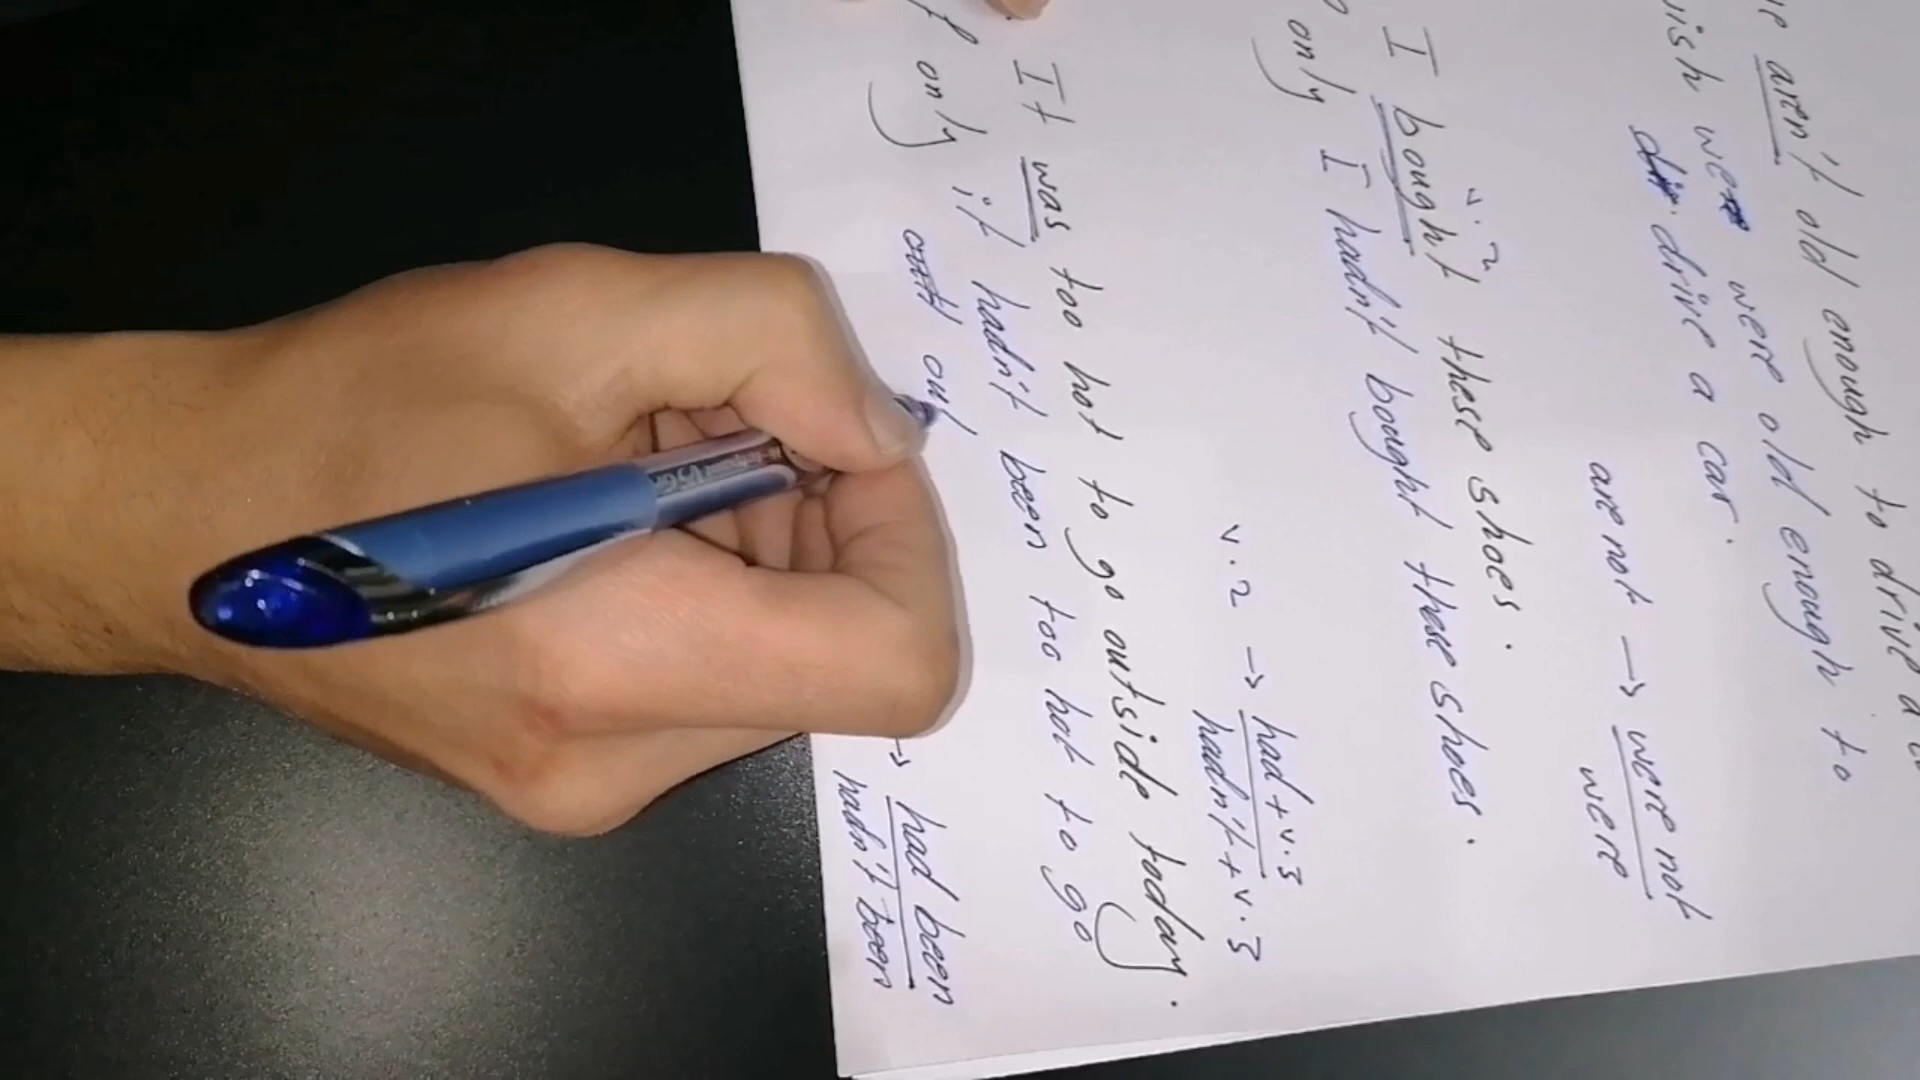 aren't old enough to drive a
were were old enough to
drive a car.
are not → were not
were
I bought these shoes.
v.2
only I hadn't bought these shoes.
v.2 → had + v.3
hadn't + v.3
It was too hot to go outside today.
only it hadn't been too hot to go
out
→ had been
hadn't been